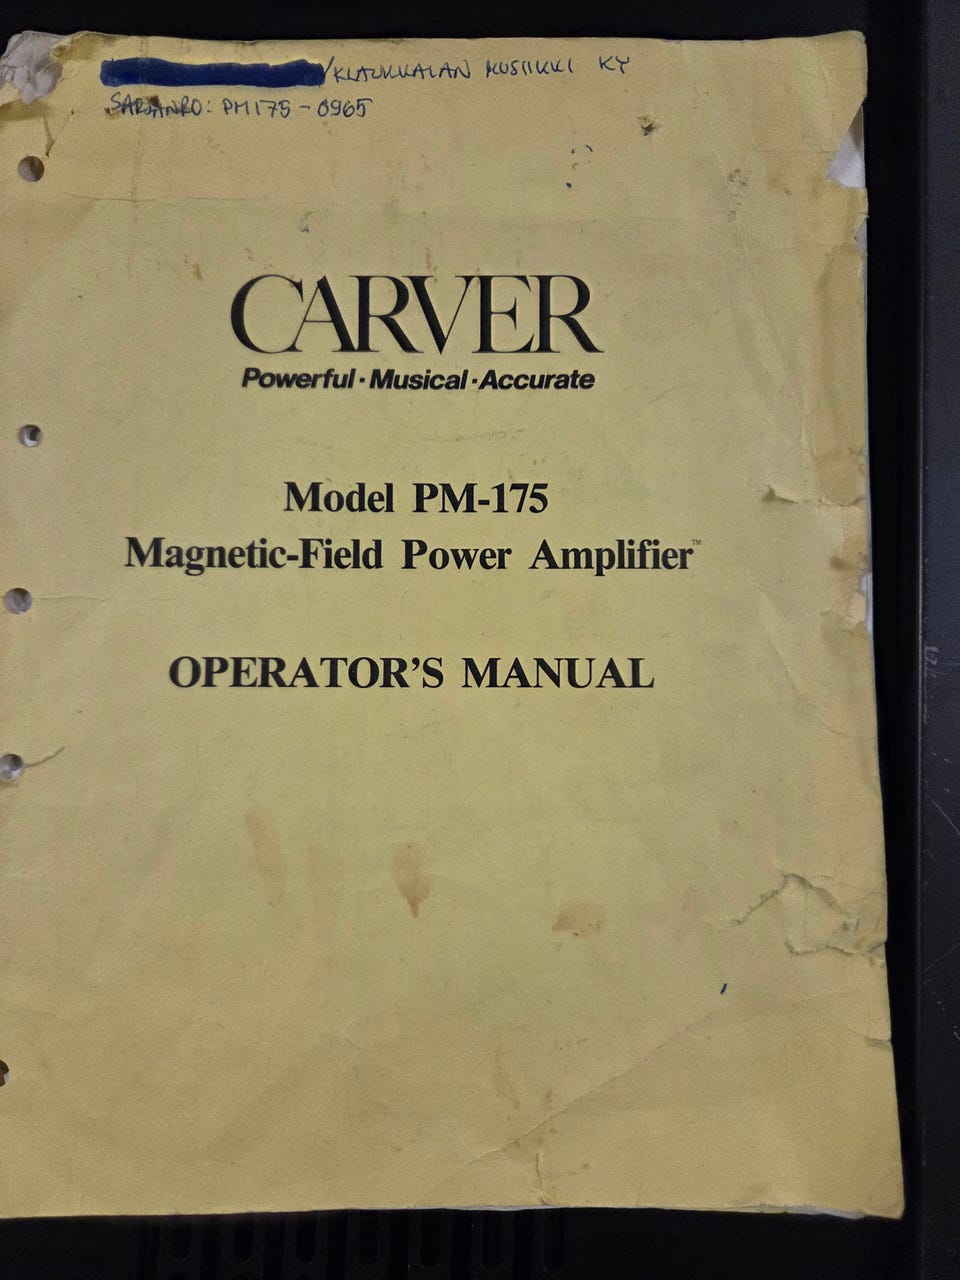 /KLAUKKALAN MUSIIKKI KY
SARJANRO: PM175-0965
CARVER
Powerful·Musical·Accurate
Model PM-175
Magnetic-Field Power Amplifier™
OPERATOR'S MANUAL